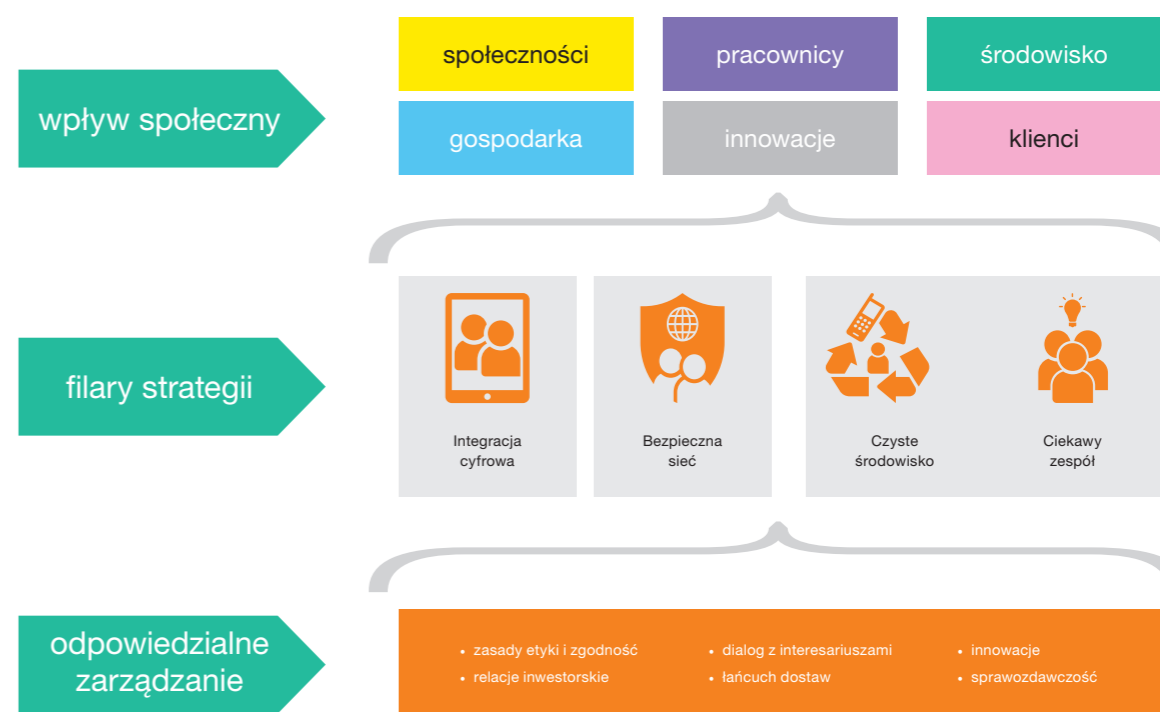 wpływ społeczny
społeczności
pracownicy
środowisko
gospodarka
innowacje
klienci
filary strategii
Integracja
cyfrowa
Bezpieczna
sieć
Czyste
środowisko
Ciekawy
zespół
odpowiedzialne
zarządzanie
• zasady etyki i zgodność
• relacje inwestorskie
• dialog z interesariuszami
• łańcuch dostaw
• innowacje
• sprawozdawczość